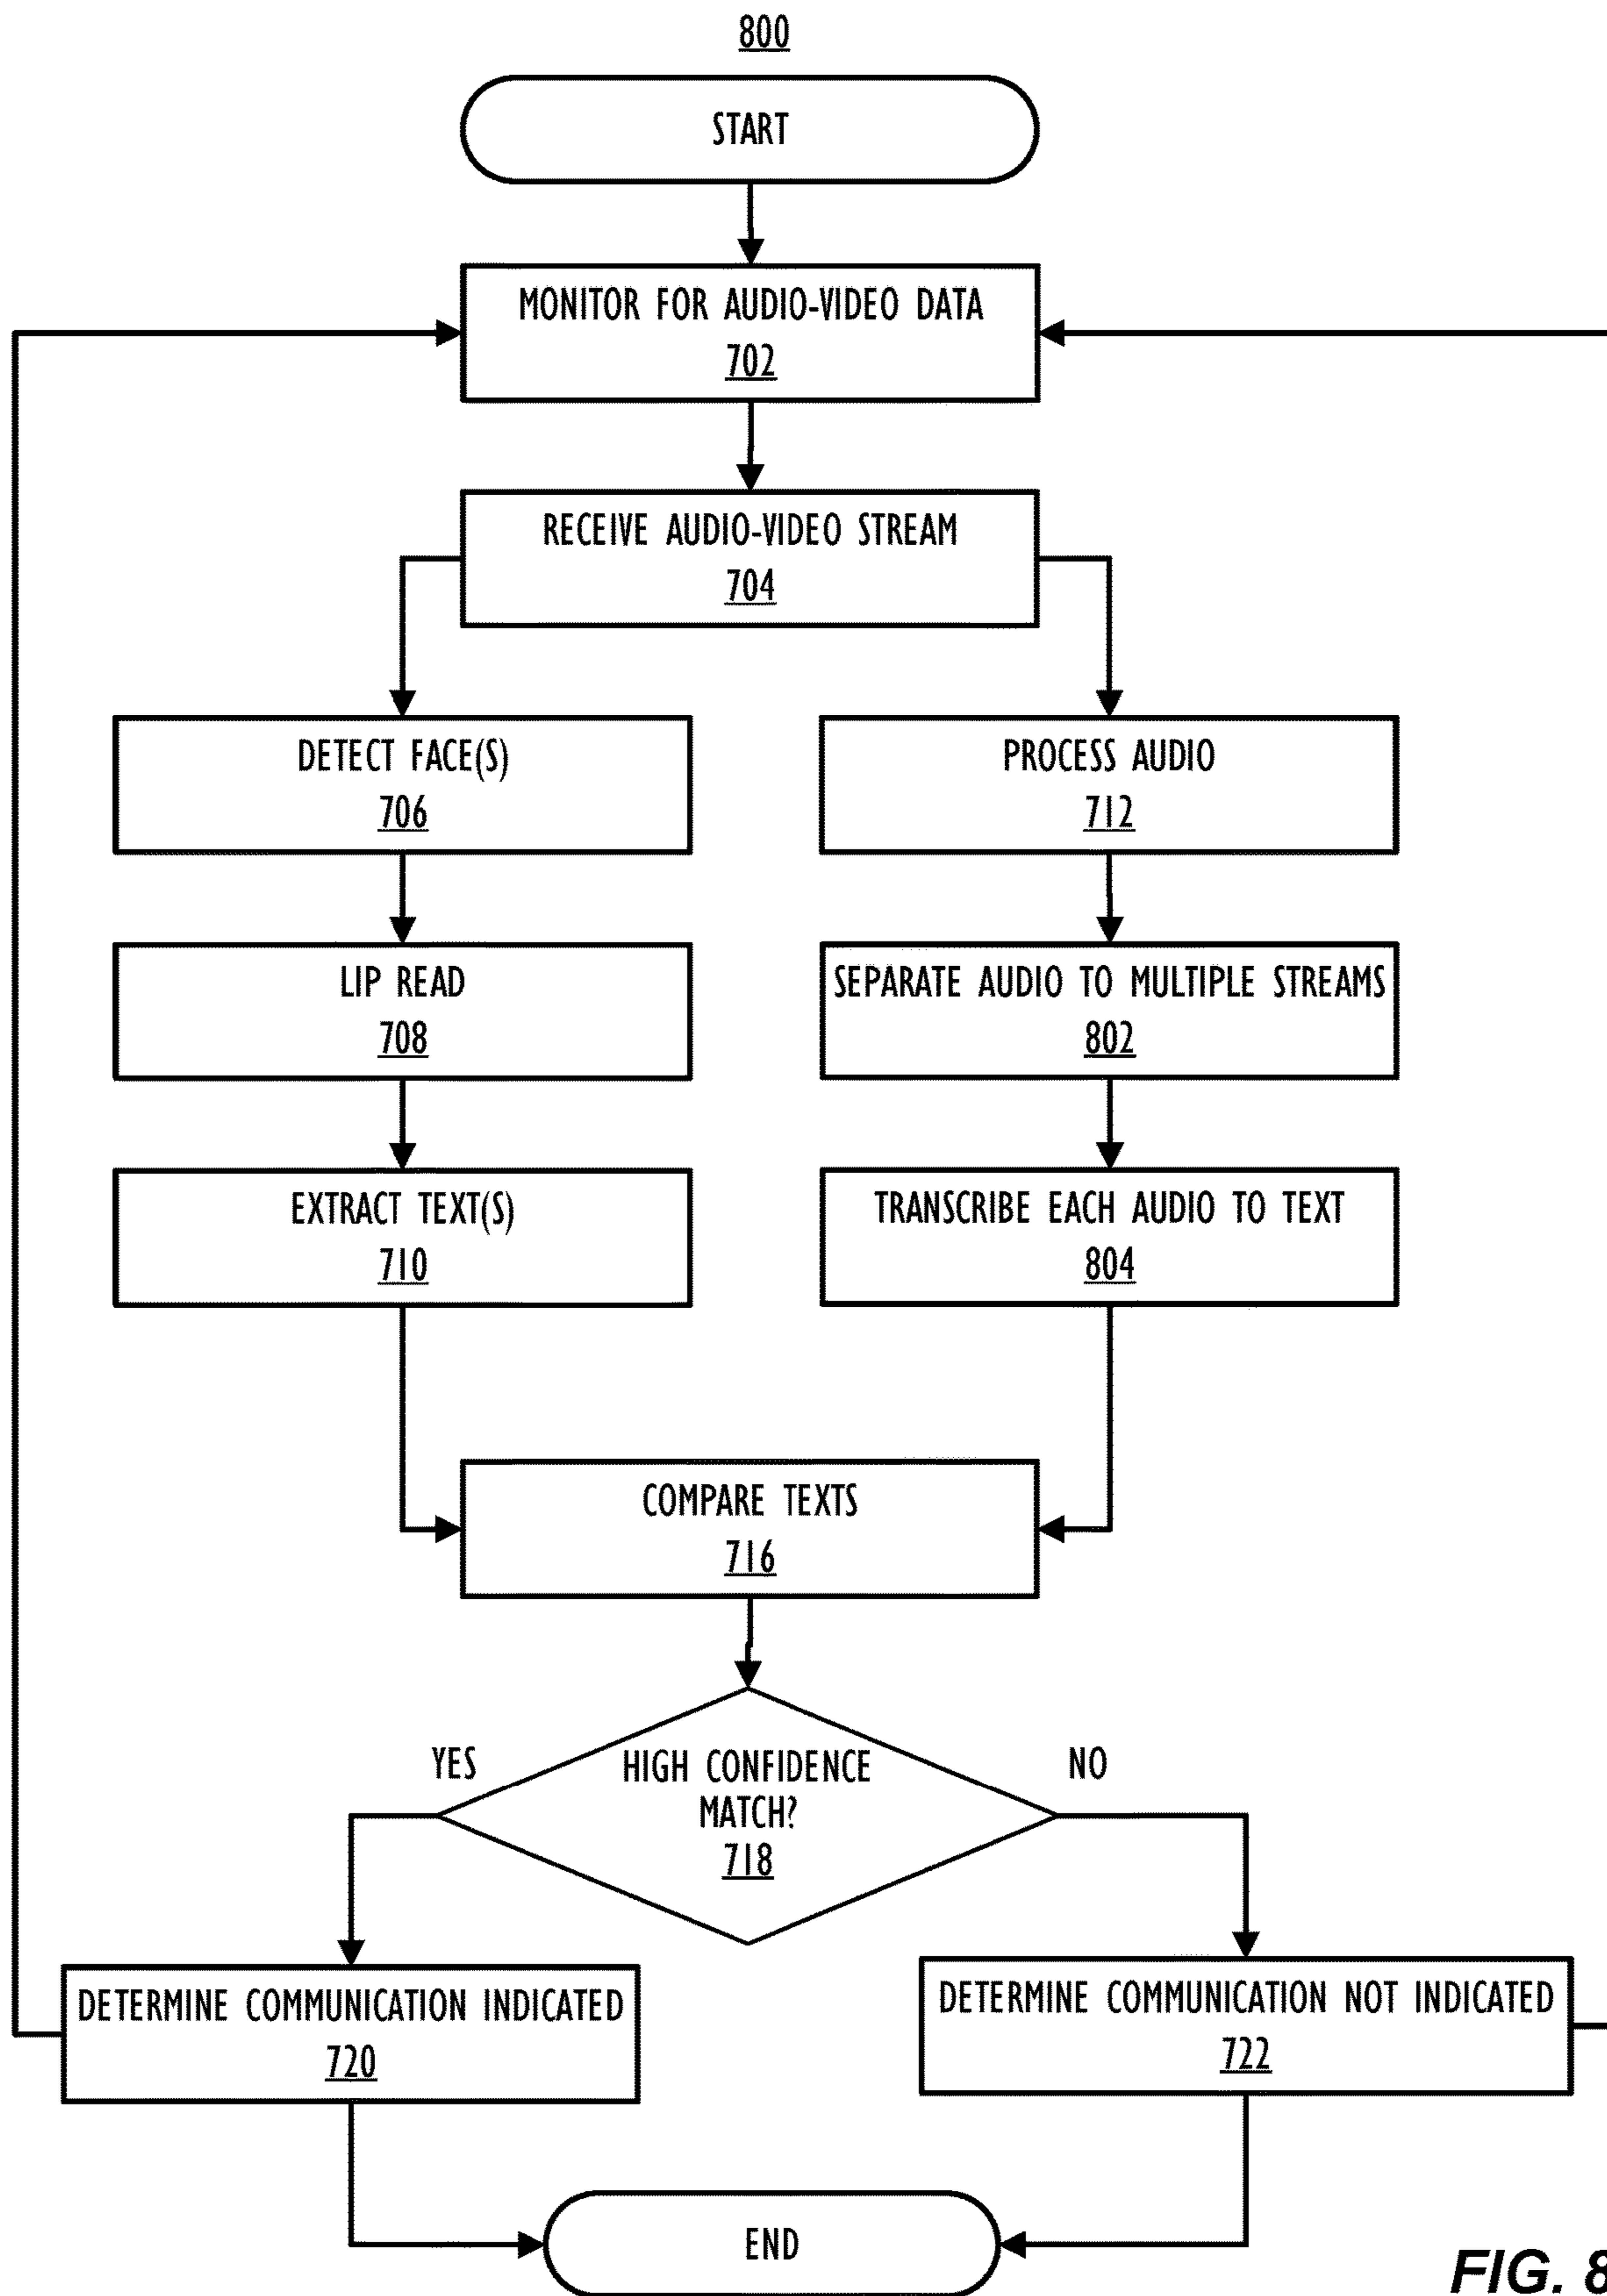 800
START
MONITOR FOR AUDIO-VIDEO DATA
702
RECEIVE AUDIO-VIDEO STREAM
704
DETECT FACE(S)
706
PROCESS AUDIO
712
LIP READ
708
SEPARATE AUDIO TO MULTIPLE STREAMS
802
EXTRACT TEXT(S)
710
TRANSCRIBE EACH AUDIO TO TEXT
804
COMPARE TEXTS
716
YES
HIGH CONFIDENCE
MATCH?
718
NO
DETERMINE COMMUNICATION INDICATED
720
DETERMINE COMMUNICATION NOT INDICATED
722
END
FIG. 8